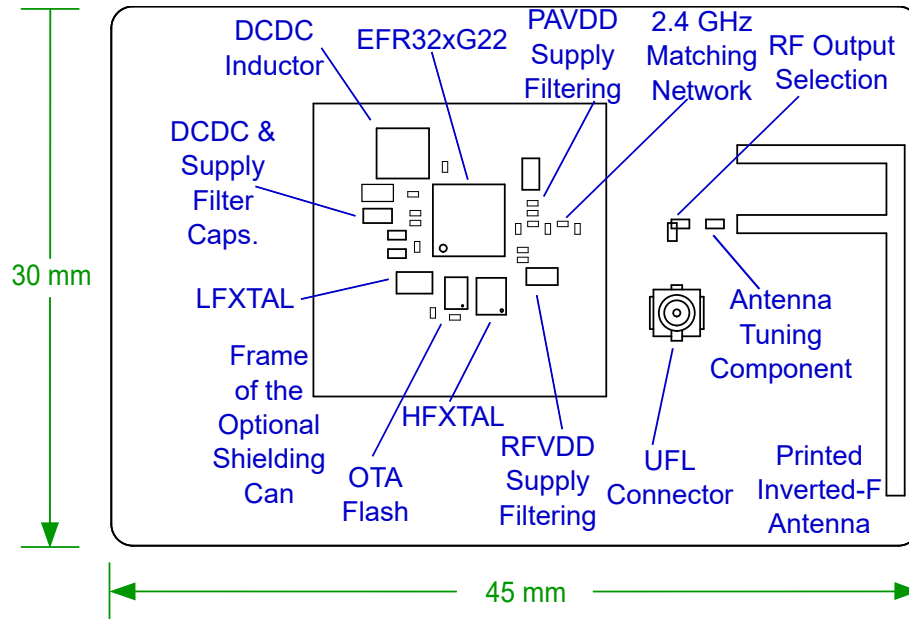 DCDC
Inductor
EFR32xG22
PAVDD
Supply
Filtering
2.4 GHz
Matching
Network
RF Output
Selection
DCDC &
Supply
Filter
Caps.
30 mm
LFXTAL
Antenna
Tuning
Component
Frame
of the
Optional
Shielding
Can
HFXTAL
OTA
Flash
RFVDD
Supply
Filtering
UFL
Connector
Printed
Inverted-F
Antenna
45 mm